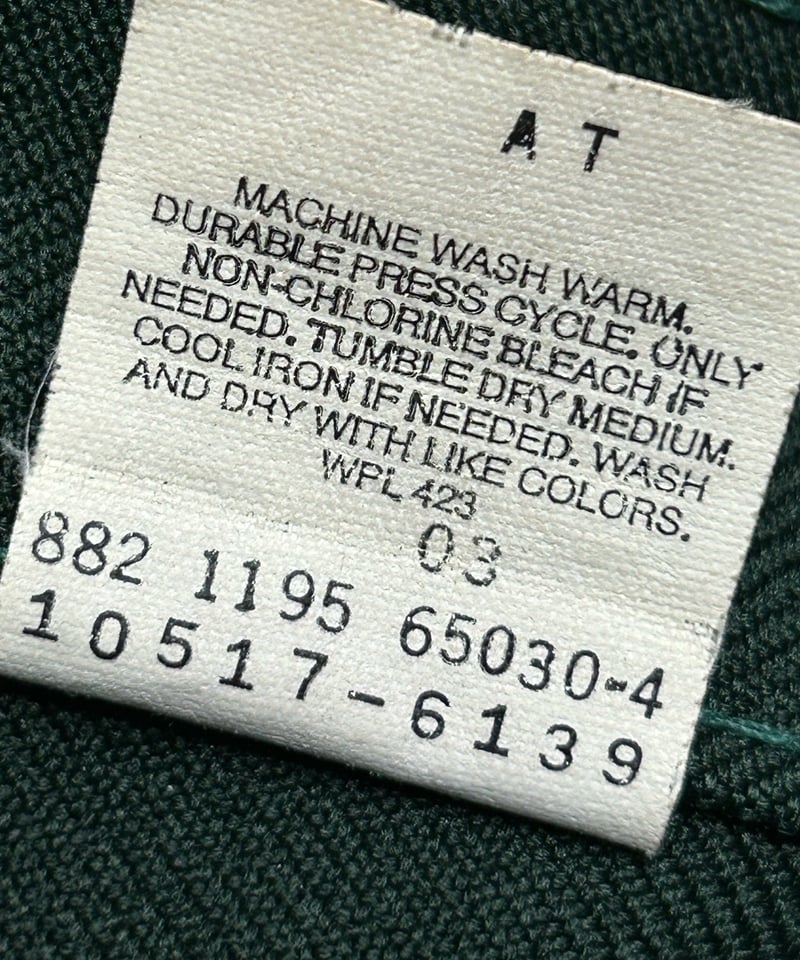 A T
MACHINE WASH WARM.
DURABLE PRESS CYCLE. ONLY
NON-CHLORINE BLEACH IF
NEEDED. TUMBLE DRY MEDIUM.
COOL IRON IF NEEDED. WASH
AND DRY WITH LIKE COLORS.
WPL 423
03
882 1195 65030-4
10517-6139